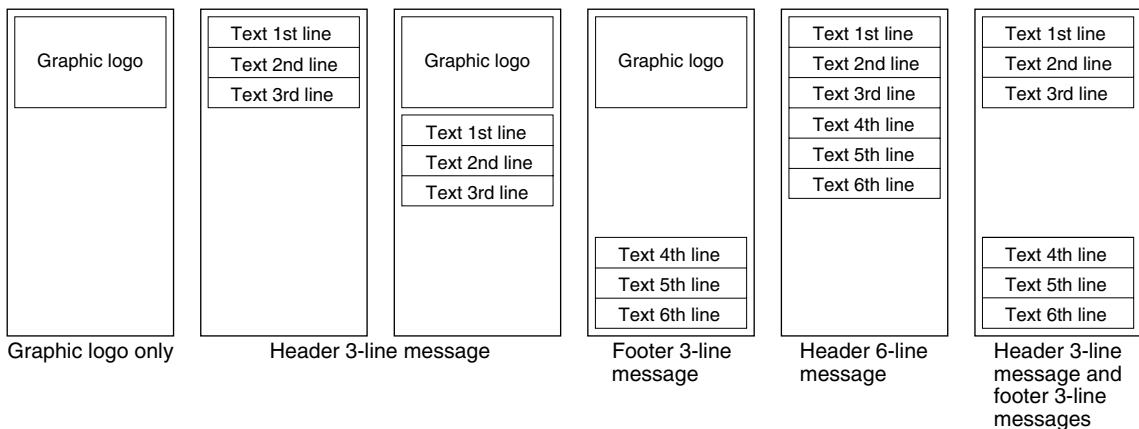 Graphic logo
Graphic logo only
Text 1st line
Text 2nd line
Text 3rd line
Graphic logo
Text 1st line
Text 2nd line
Text 3rd line
Header 3-line message
Graphic logo
Text 4th line
Text 5th line
Text 6th line
Footer 3-line
message
Text 1st line
Text 2nd line
Text 3rd line
Text 4th line
Text 5th line
Text 6th line
Header 6-line
message
Text 1st line
Text 2nd line
Text 3rd line
Text 4th line
Text 5th line
Text 6th line
Header 3-line
message and
footer 3-line
messages